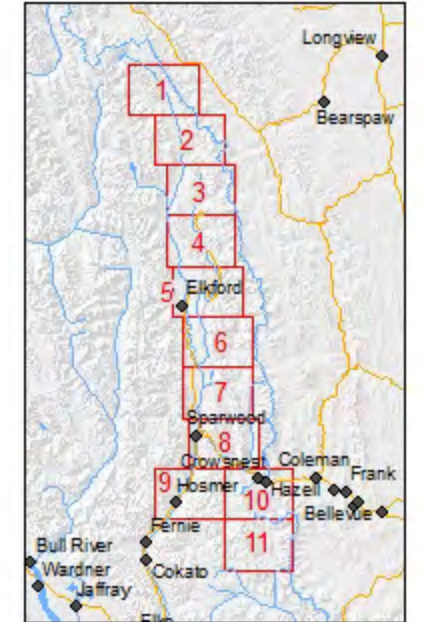 Longview
1
Bearspaw
2
3
4
5 Elkford
6
7
Sparwood
8
Crowsnest Coleman
9 Hosmer 10 Hazell Frank
Bellevue
Fernie
11
Bull River
Wardner Cokato
Jaffray
Elko